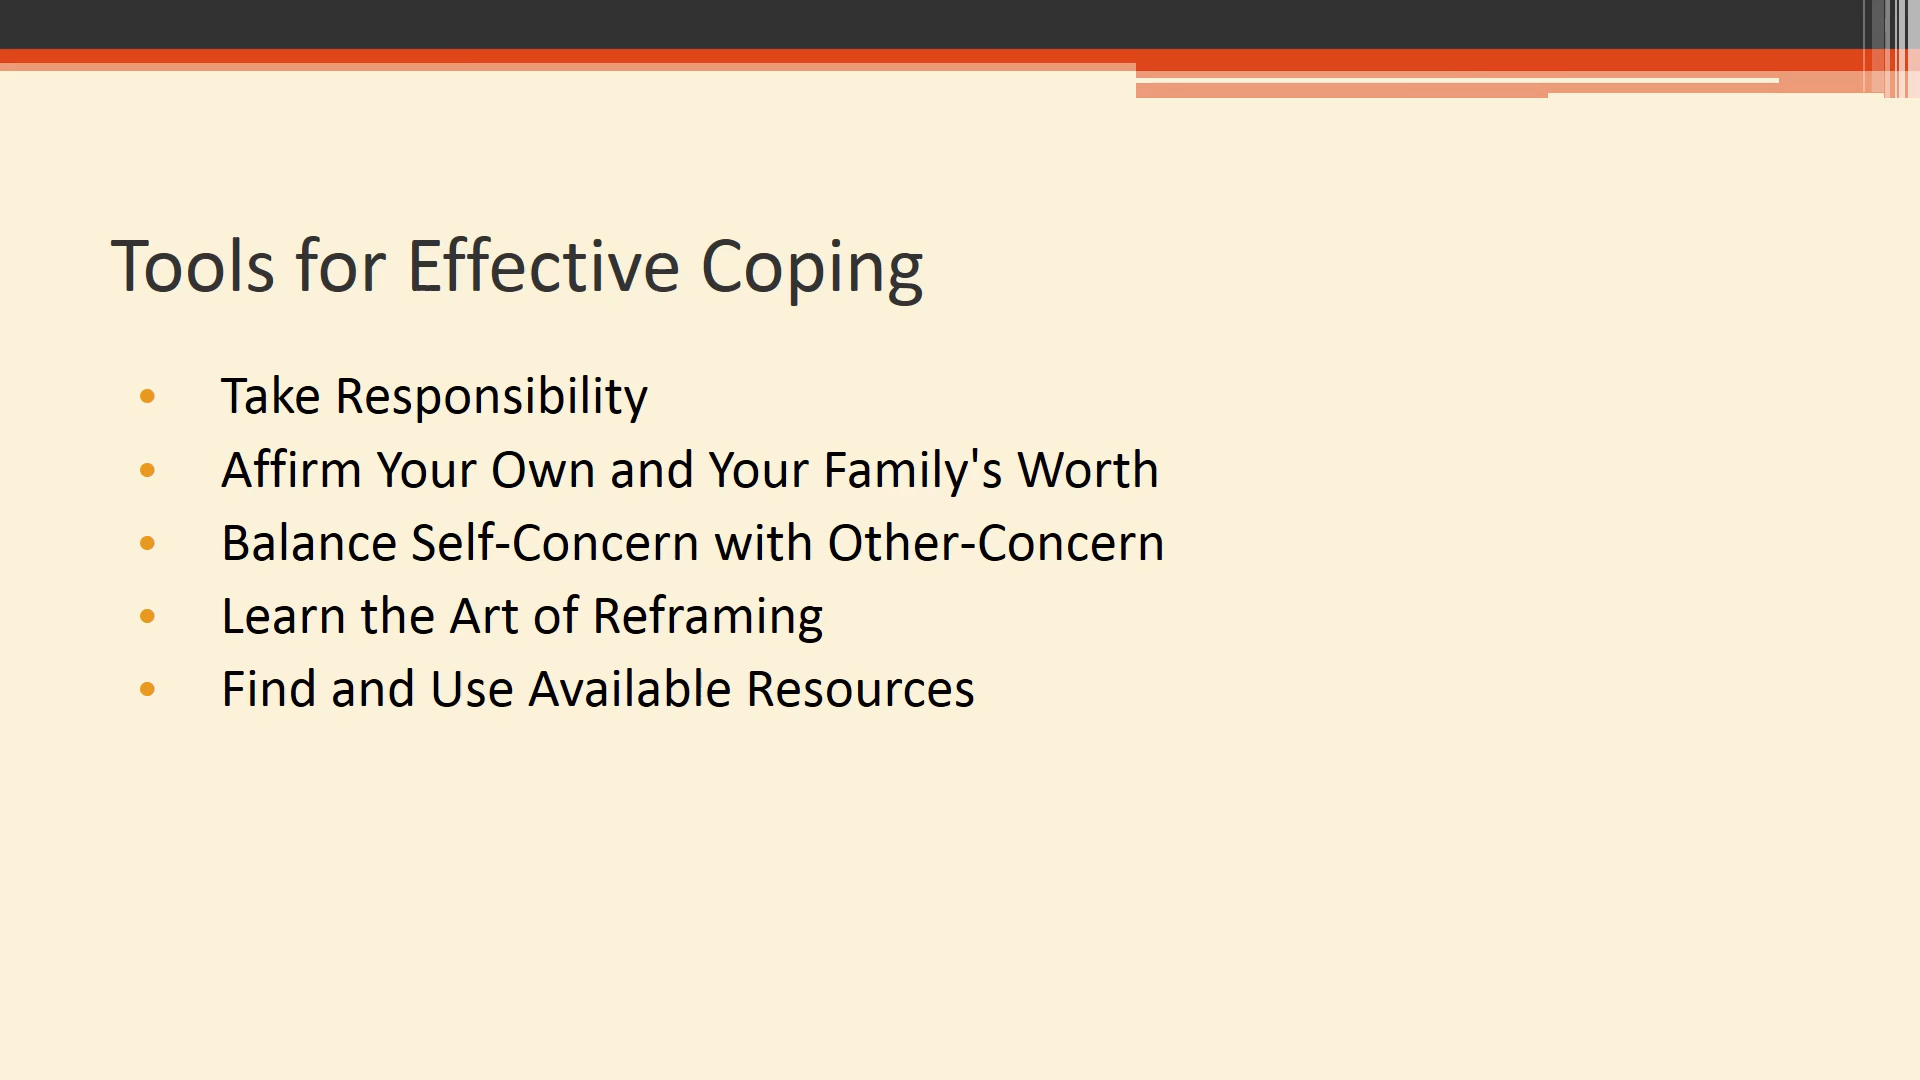 Tools for Effective Coping
• Take Responsibility
• Affirm Your Own and Your Family's Worth
• Balance Self-Concern with Other-Concern
• Learn the Art of Reframing
• Find and Use Available Resources